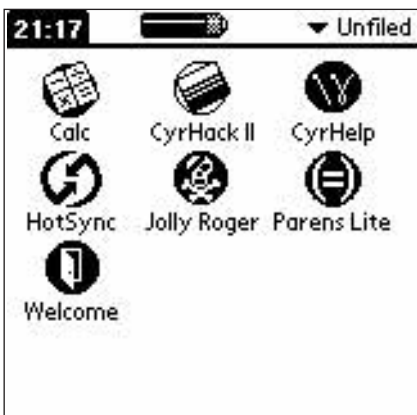 21:17 Unfiled
Calc CyrHack II CyrHelp
HotSync Jolly Roger Parens Lite
Welcome